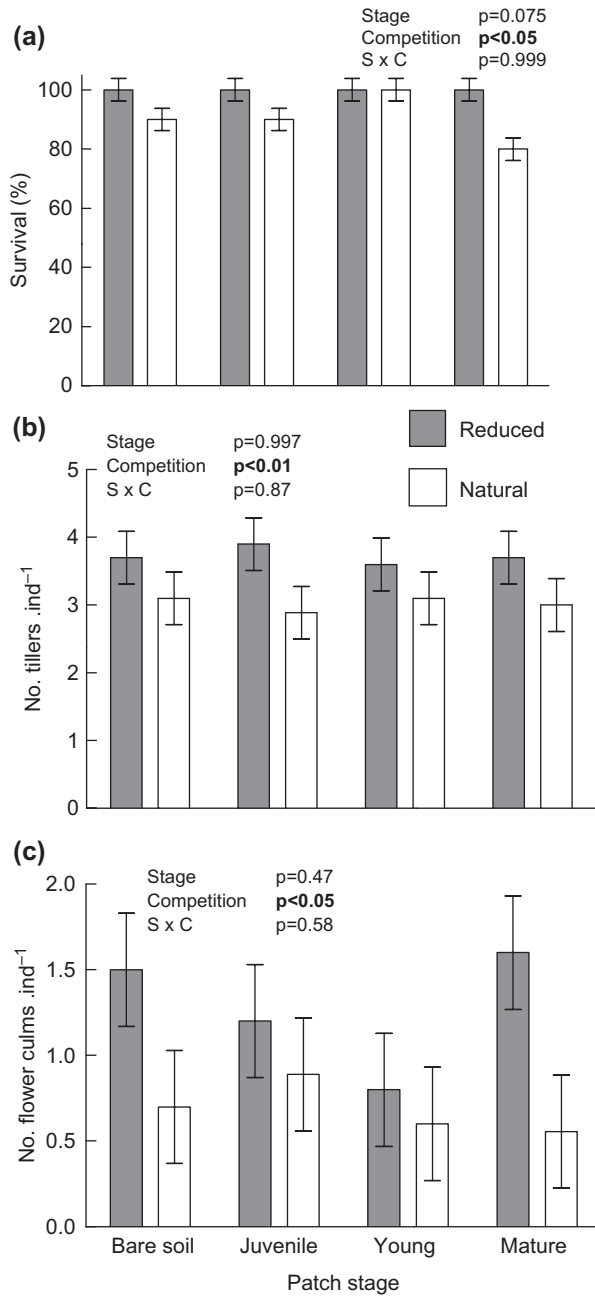 (a)
Stage p=0.075
Competition p<0.05
S x C p=0.999
100
80
60
40
20
0
Survival (%)
(b)
Stage p=0.997
Competition p<0.01
S x C p=0.87
Reduced
Natural
5
4
3
2
1
0
No. tillers .ind⁻¹
(c)
Stage p=0.47
Competition p<0.05
S x C p=0.58
2.0
1.5
1.0
0.5
0.0
No. flower culms .ind⁻¹
Bare soil Juvenile Young Mature
Patch stage